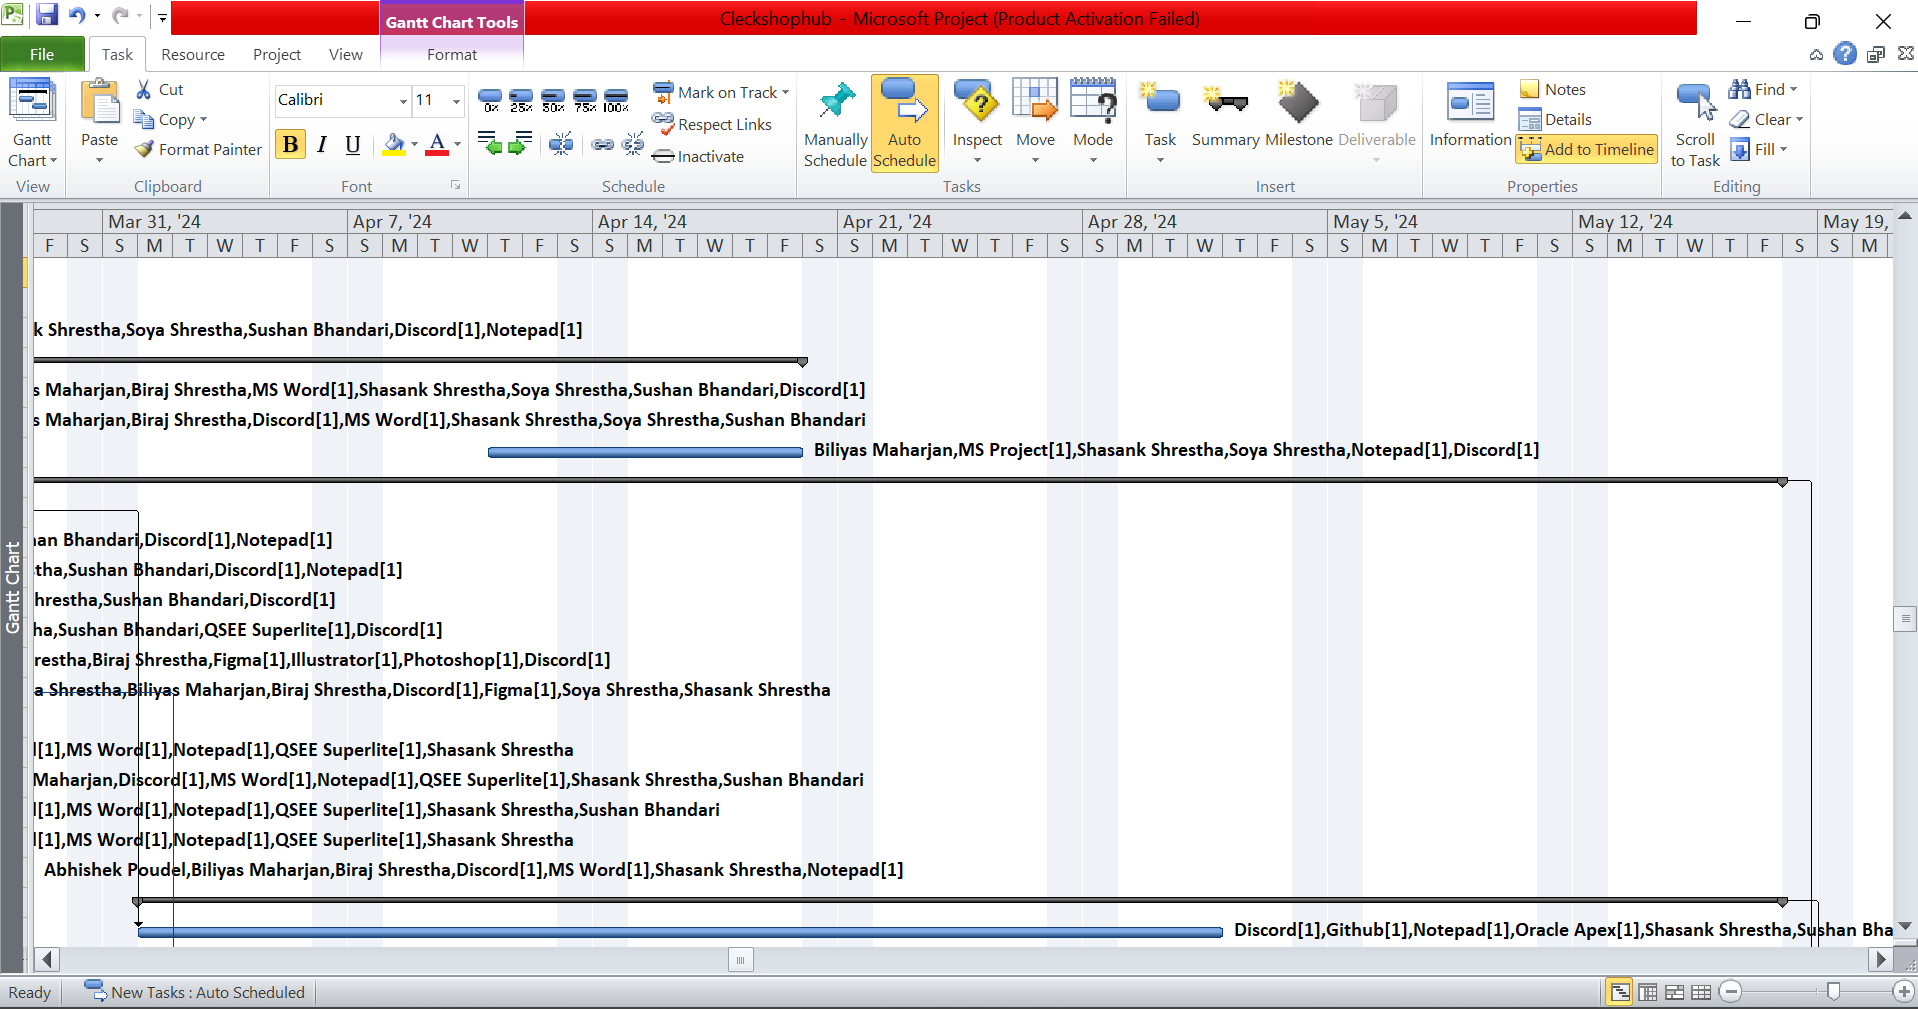 Gantt Chart Tools
Cleckshophub - Microsoft Project (Product Activation Failed)
File Task Resource Project View Format
Gantt Chart
View
Paste
Cut
Copy
Format Painter
Clipboard
Calibri 11
B I U A
Font
0x 25x 50x 75x 100x
Mark on Track
Respect Links
Inactivate
Schedule
Manually Schedule
Auto Schedule
Inspect
Move
Mode
Tasks
Task
Summary
Milestone
Deliverable
Insert
Information
Notes
Details
Add to Timeline
Properties
Scroll to Task
Find
Clear
Fill
Editing
Mar 31, '24 Apr 7, '24 Apr 14, '24 Apr 21, '24 Apr 28, '24 May 5, '24 May 12, '24 May 19,
F S S M T W T F S S M T W T F S S M T W T F S S M T W T F S S M T W T F S S M T W T F S S M T W T F S S M
k Shrestha,Soya Shrestha,Sushan Bhandari,Discord[1],Notepad[1]
s Maharjan,Biraj Shrestha,MS Word[1],Shasank Shrestha,Soya Shrestha,Sushan Bhandari,Discord[1]
s Maharjan,Biraj Shrestha,Discord[1],MS Word[1],Shasank Shrestha,Soya Shrestha,Sushan Bhandari
Biliyas Maharjan,MS Project[1],Shasank Shrestha,Soya Shrestha,Notepad[1],Discord[1]
an Bhandari,Discord[1],Notepad[1]
tha,Sushan Bhandari,Discord[1],Notepad[1]
hrestha,Sushan Bhandari,Discord[1]
ha,Sushan Bhandari,QSEE Superlite[1],Discord[1]
restha,Biraj Shrestha,Figma[1],Illustrator[1],Photoshop[1],Discord[1]
a Shrestha,Biliyas Maharjan,Biraj Shrestha,Discord[1],Figma[1],Soya Shrestha,Shasank Shrestha
[1],MS Word[1],Notepad[1],QSEE Superlite[1],Shasank Shrestha
Maharjan,Discord[1],MS Word[1],Notepad[1],QSEE Superlite[1],Shasank Shrestha,Sushan Bhandari
[1],MS Word[1],Notepad[1],QSEE Superlite[1],Shasank Shrestha,Sushan Bhandari
[1],MS Word[1],Notepad[1],QSEE Superlite[1],Shasank Shrestha
Abhishek Poudel,Biliyas Maharjan,Biraj Shrestha,Discord[1],MS Word[1],Shasank Shrestha,Notepad[1]
Discord[1],Github[1],Notepad[1],Oracle Apex[1],Shasank Shrestha,Sushan Bha
Gantt Chart
Ready New Tasks : Auto Scheduled